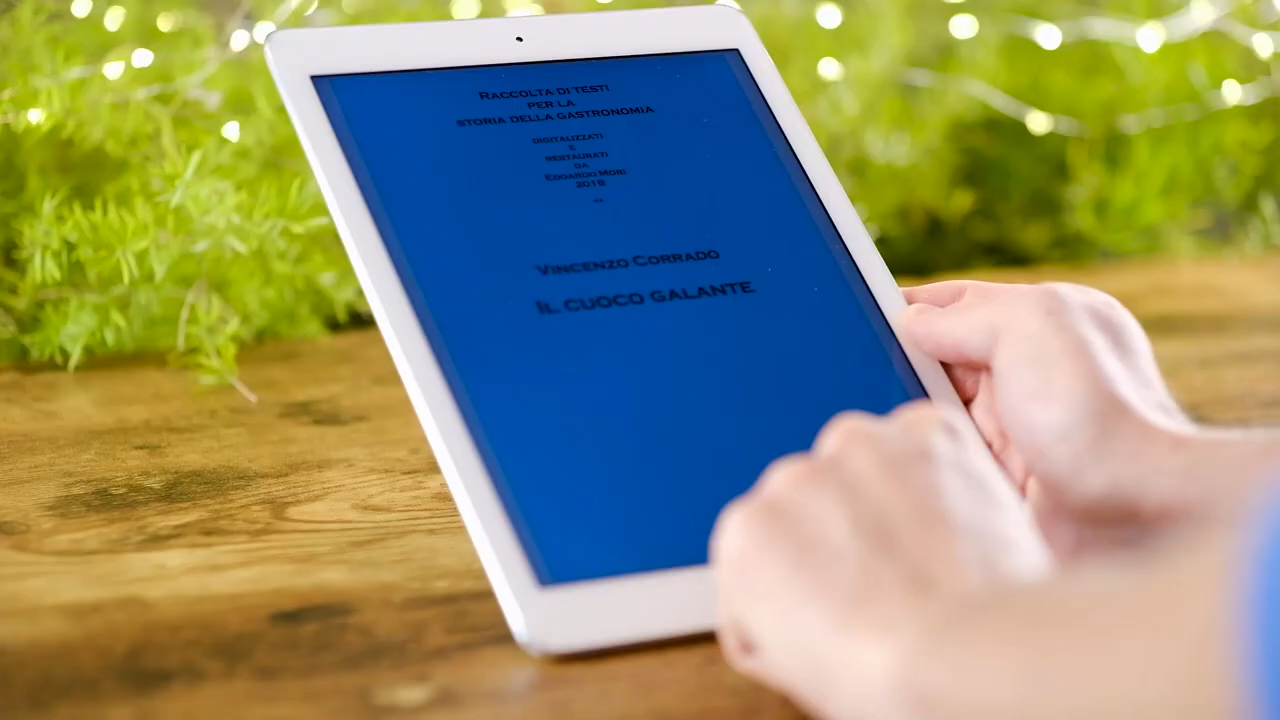 RACCOLTA DI TESTI
PER LA
STORIA DELLA GASTRONOMIA
DIGITALIZZATI
E
RESTAURATI
DA
EDOARDO MORI
2018
**
VINCENZO CORRADO
IL CUOCO GALANTE